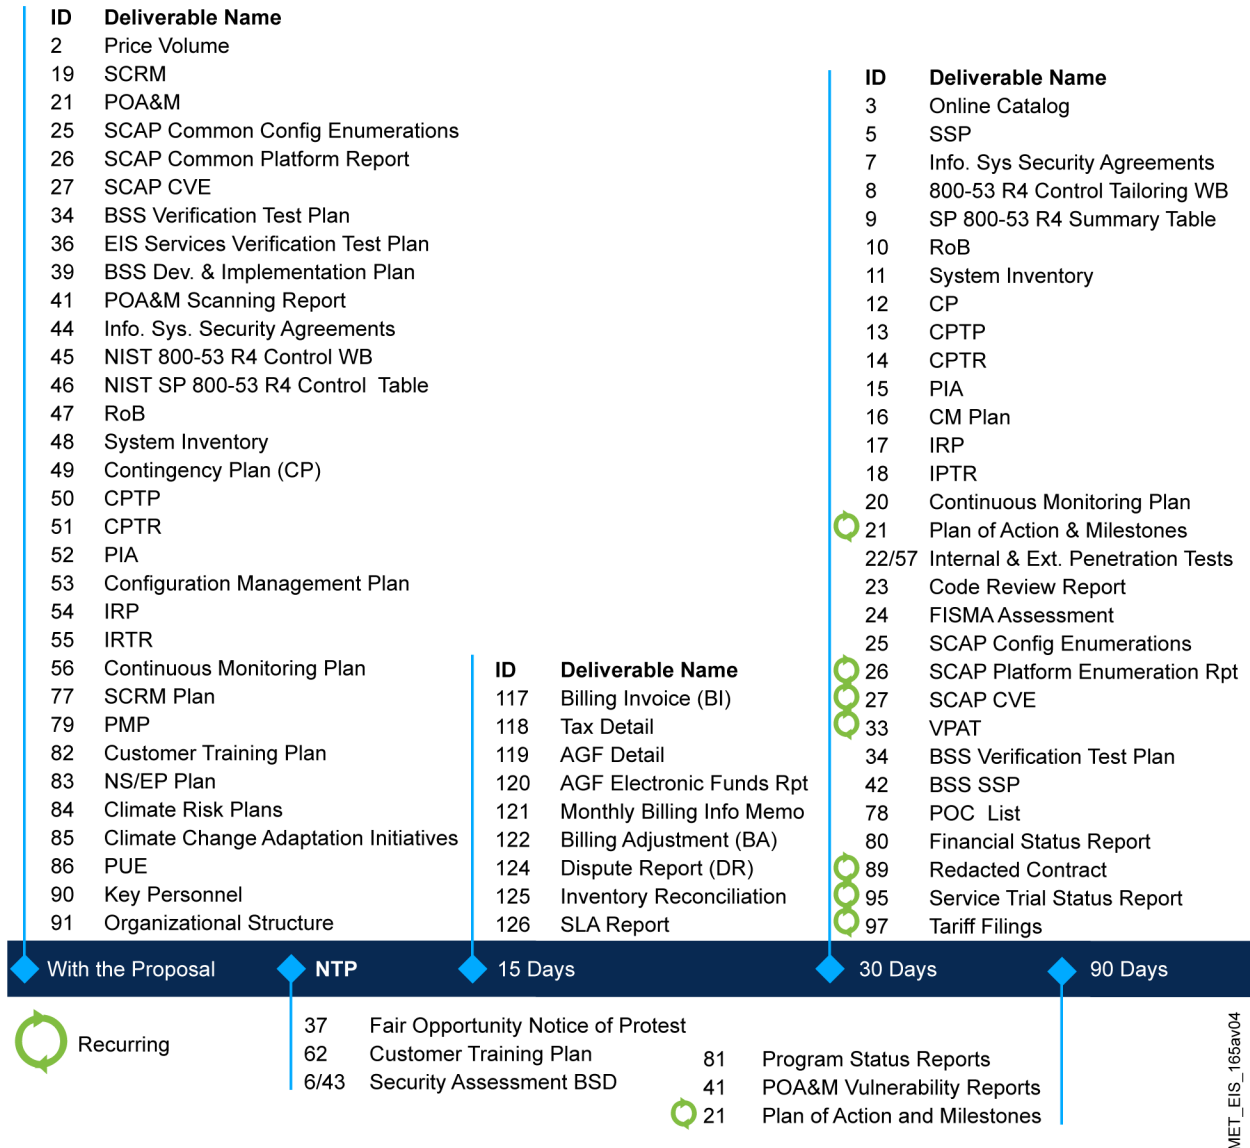 ID Deliverable Name
2 Price Volume
19 SCRM
21 POA&M
25 SCAP Common Config Enumerations
26 SCAP Common Platform Report
27 SCAP CVE
34 BSS Verification Test Plan
36 EIS Services Verification Test Plan
39 BSS Dev. & Implementation Plan
41 POA&M Scanning Report
44 Info. Sys. Security Agreements
45 NIST 800-53 R4 Control WB
46 NIST SP 800-53 R4 Control Table
47 RoB
48 System Inventory
49 Contingency Plan (CP)
50 CPTP
51 CPTR
52 PIA
53 Configuration Management Plan
54 IRP
55 IRTR
56 Continuous Monitoring Plan
77 SCRM Plan
79 PMP
82 Customer Training Plan
83 NS/EP Plan
84 Climate Risk Plans
85 Climate Change Adaptation Initiatives
86 PUE
90 Key Personnel
91 Organizational Structure
ID Deliverable Name
117 Billing Invoice (BI)
118 Tax Detail
119 AGF Detail
120 AGF Electronic Funds Rpt
121 Monthly Billing Info Memo
122 Billing Adjustment (BA)
124 Dispute Report (DR)
125 Inventory Reconciliation
126 SLA Report
ID Deliverable Name
3 Online Catalog
5 SSP
7 Info. Sys Security Agreements
8 800-53 R4 Control Tailoring WB
9 SP 800-53 R4 Summary Table
10 RoB
11 System Inventory
12 CP
13 CPTP
14 CPTR
15 PIA
16 CM Plan
17 IRP
18 IPTR
20 Continuous Monitoring Plan
21 Plan of Action & Milestones
22/57 Internal & Ext. Penetration Tests
23 Code Review Report
24 FISMA Assessment
25 SCAP Config Enumerations
26 SCAP Platform Enumeration Rpt
27 SCAP CVE
33 VPAT
34 BSS Verification Test Plan
42 BSS SSP
78 POC List
80 Financial Status Report
89 Redacted Contract
95 Service Trial Status Report
97 Tariff Filings
With the Proposal NTP 15 Days 30 Days 90 Days
Recurring
37 Fair Opportunity Notice of Protest
62 Customer Training Plan
6/43 Security Assessment BSD
81 Program Status Reports
41 POA&M Vulnerability Reports
21 Plan of Action and Milestones
MET_EIS_165av04